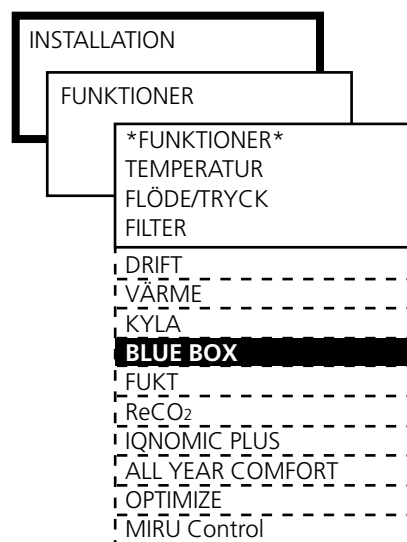 INSTALLATION
FUNKTIONER
*FUNKTIONER*
TEMPERATUR
FLÖDE/TRYCK
FILTER
DRIFT
VÄRME
KYLA
BLUE BOX
FUKT
ReCO₂
IQNOMIC PLUS
ALL YEAR COMFORT
OPTIMIZE
MIRU Control